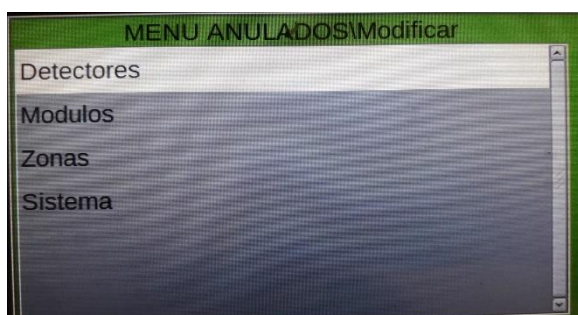 MENU ANULADOS\Modificar
Detectores
Modulos
Zonas
Sistema